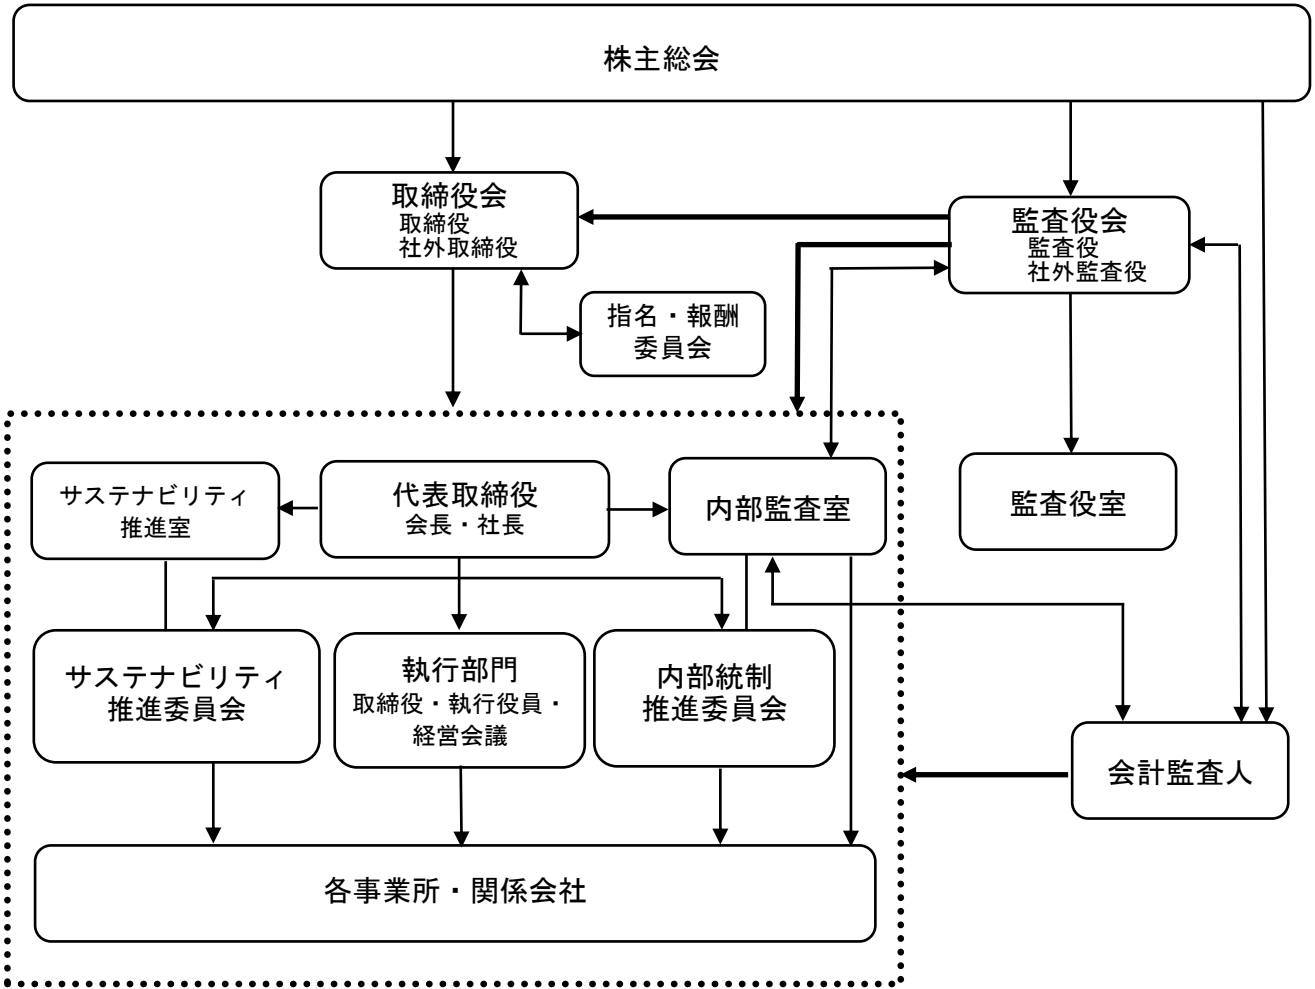 株主総会
取締役会
取締役
社外取締役
監査役会
監査役
社外監査役
指名・報酬
委員会
サステナビリティ
推進室
代表取締役
会長・社長
内部監査室
監査役室
サステナビリティ
推進委員会
執行部門
取締役・執行役員・
経営会議
内部統制
推進委員会
会計監査人
各事業所・関係会社